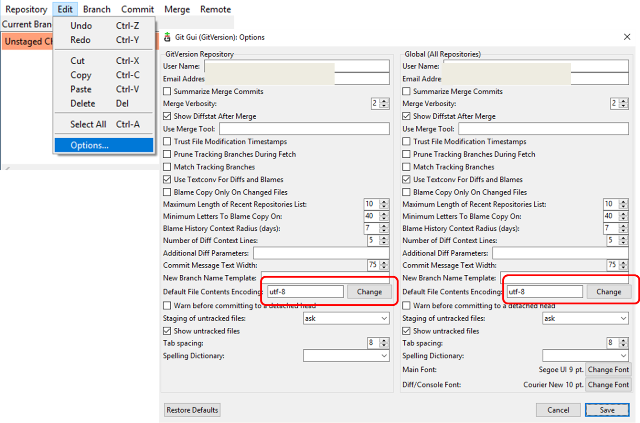 Repository Edit Branch Commit Merge Remote
Current Bran
Unstaged Ch
Undo Ctrl-Z
Redo Ctrl-Y
Cut Ctrl-X
Copy Ctrl-C
Paste Ctrl-V
Delete Del
Select All Ctrl-A
Options...
Git Gui (GitVersion): Options
GitVersion Repository
User Name:
Email Addres
Summarize Merge Commits
Merge Verbosity: 2
Show Diffstat After Merge
Use Merge Tool:
Trust File Modification Timestamps
Prune Tracking Branches During Fetch
Match Tracking Branches
Use Textconv For Diffs and Blames
Blame Copy Only On Changed Files
Maximum Length of Recent Repositories List: 10
Minimum Letters To Blame Copy On: 40
Blame History Context Radius (days): 7
Number of Diff Context Lines: 5
Additional Diff Parameters:
Commit Message Text Width: 75
New Branch Name Template:
Default File Contents Encoding: utf-8 Change
Warn before committing to a detached head
Staging of untracked files: ask
Show untracked files
Tab spacing: 8
Spelling Dictionary:
Global (All Repositories)
User Name:
Email Addre
Summarize Merge Commits
Merge Verbosity: 2
Show Diffstat After Merge
Use Merge Tool:
Trust File Modification Timestamps
Prune Tracking Branches During Fetch
Match Tracking Branches
Use Textconv For Diffs and Blames
Blame Copy Only On Changed Files
Maximum Length of Recent Repositories List: 10
Minimum Letters To Blame Copy On: 40
Blame History Context Radius (days): 7
Number of Diff Context Lines: 5
Additional Diff Parameters:
Commit Message Text Width: 75
New Branch Name Template:
Default File Contents Encoding: utf-8 Change
Warn before committing to a detached head
Staging of untracked files: ask
Show untracked files
Tab spacing: 8
Spelling Dictionary:
Main Font: Segoe UI 9 pt. Change Font
Diff/Console Font: Courier New 10 pt. Change Font
Restore Defaults Cancel Save